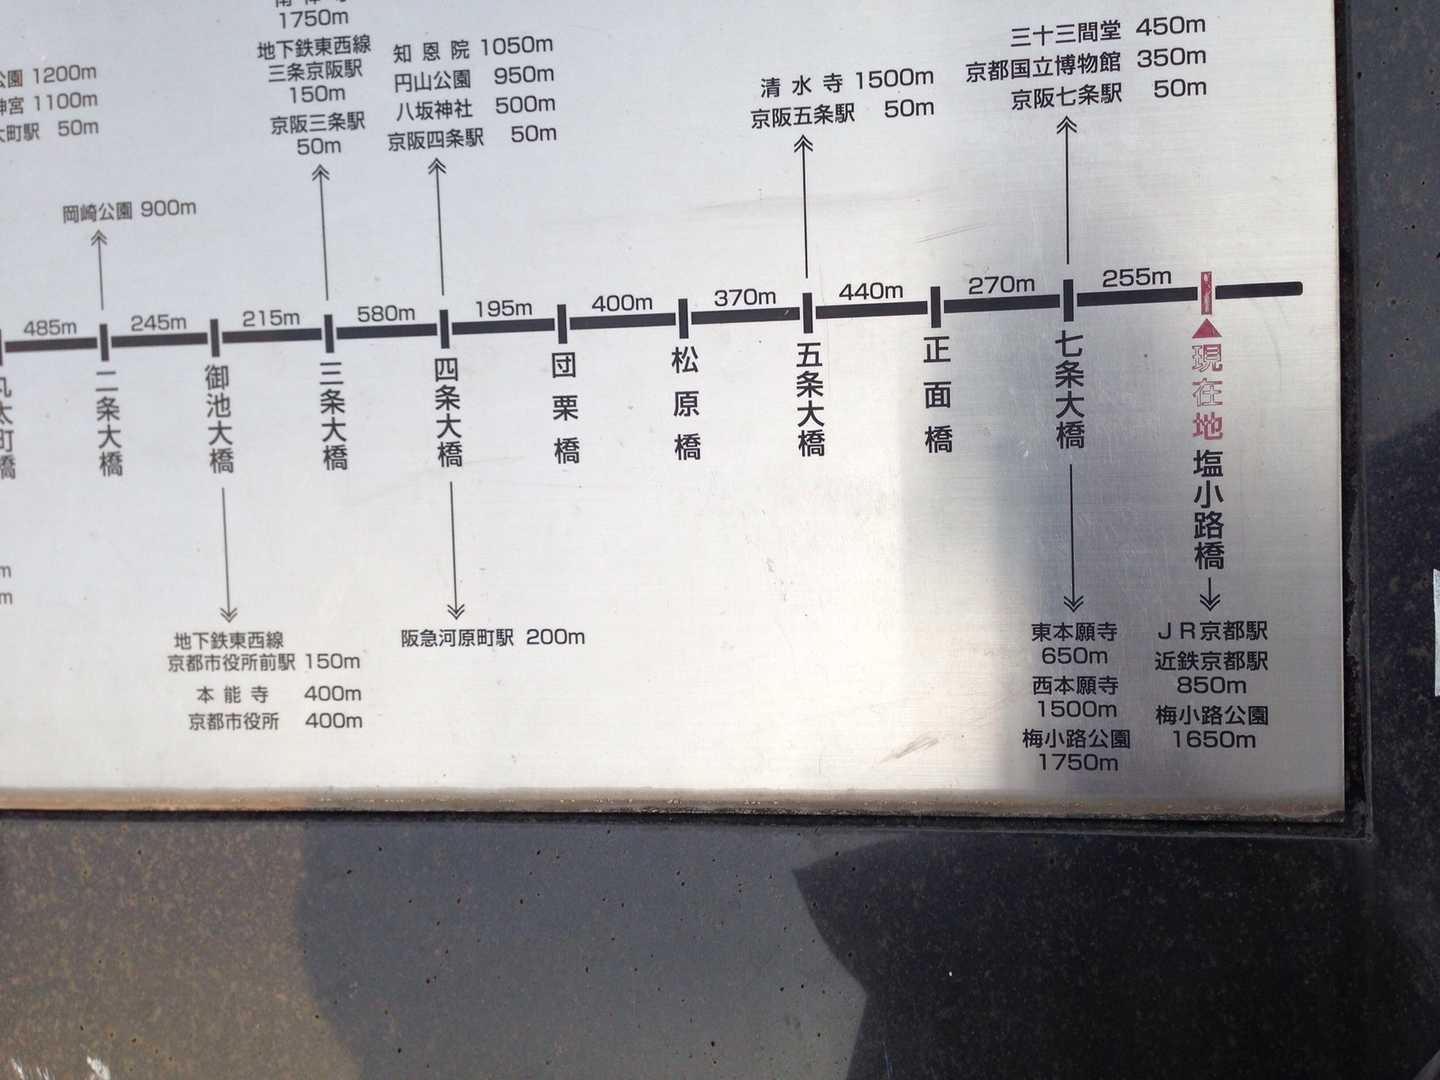 1750m
地下鉄東西線
三条京阪駅
150m
京阪三条駅
50m
知恩院 1050m
円山公園 950m
八坂神社 500m
京阪四条駅 50m
清水寺 1500m
京阪五条駅 50m
三十三間堂 450m
京都国立博物館 350m
京阪七条駅 50m
公園 1200m
神宮 1100m
太町駅 50m
岡崎公園 900m
485m 245m 215m 580m 195m 400m 370m 440m 270m 255m
丸太町橋
二条大橋
御池大橋
三条大橋
四条大橋
団栗橋
松原橋
五条大橋
正面橋
七条大橋
現在地 塩小路橋
地下鉄東西線
京都市役所前駅 150m
本能寺 400m
京都市役所 400m
阪急河原町駅 200m
東本願寺
650m
西本願寺
1500m
梅小路公園
1750m
JR京都駅
近鉄京都駅
850m
梅小路公園
1650m